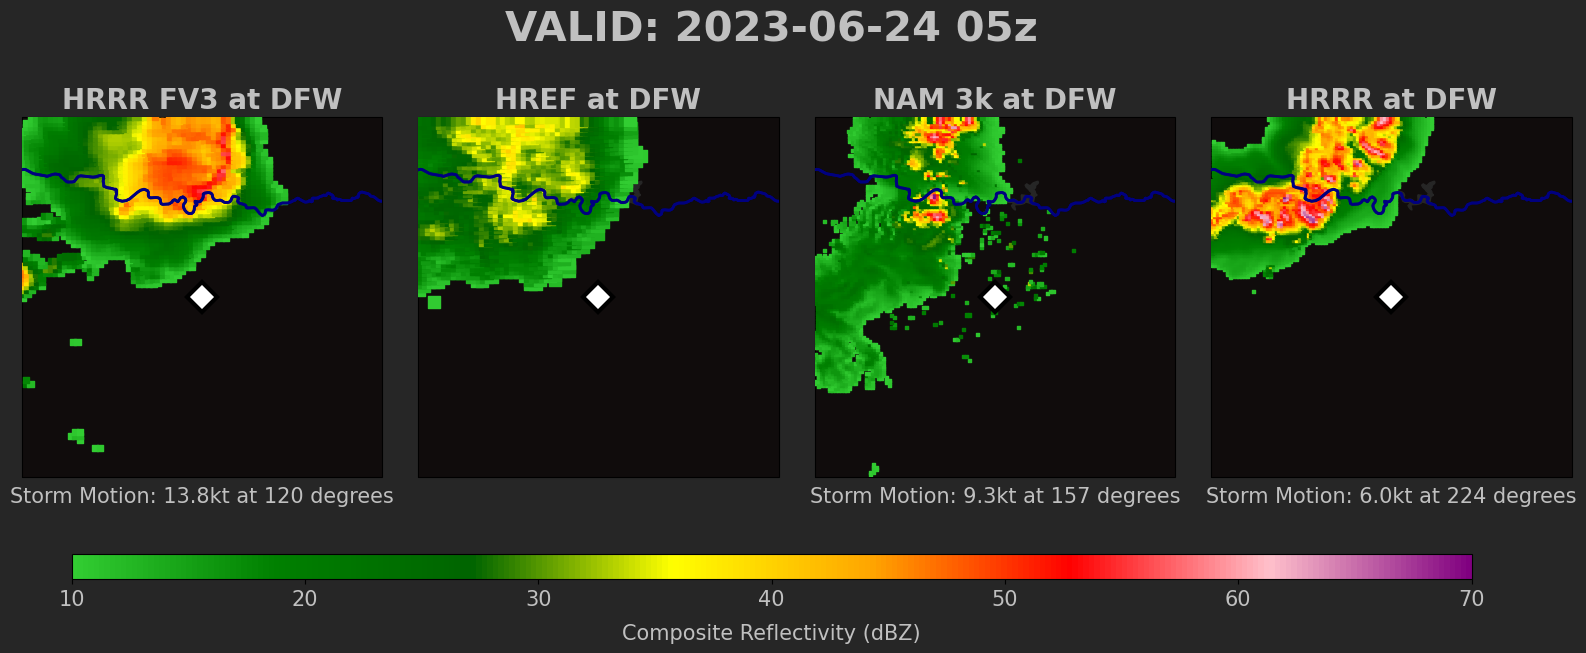 VALID: 2023-06-24 05z
HRRR FV3 at DFW
HREF at DFW
NAM 3k at DFW
HRRR at DFW
Storm Motion: 13.8kt at 120 degrees
Storm Motion: 9.3kt at 157 degrees
Storm Motion: 6.0kt at 224 degrees
10 20 30 40 50 60 70
Composite Reflectivity (dBZ)